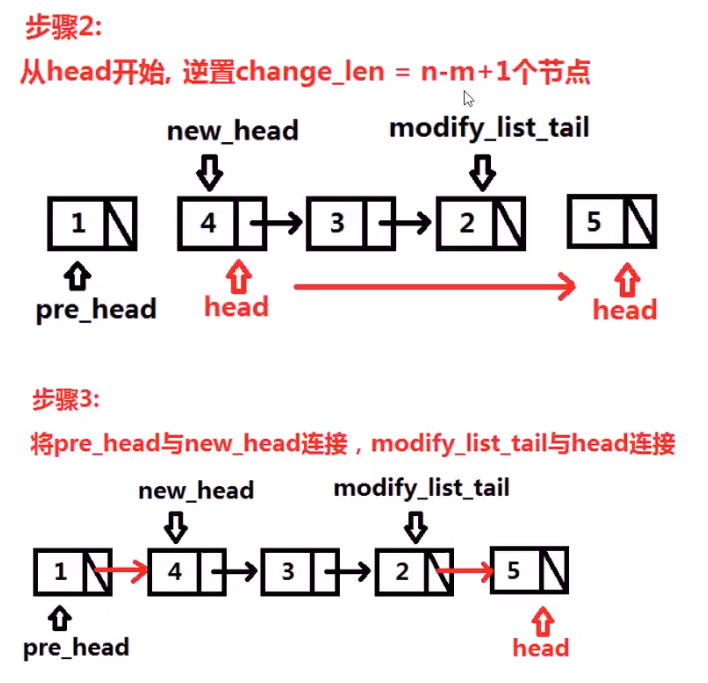 步骤2:
从head开始, 逆置change_len = n-m+1个节点
new_head modify_list_tail
1 4 3 2 5
pre_head head head
步骤3:
将pre_head与new_head连接，modify_list_tail与head连接
new_head modify_list_tail
1 4 3 2 5
pre_head head